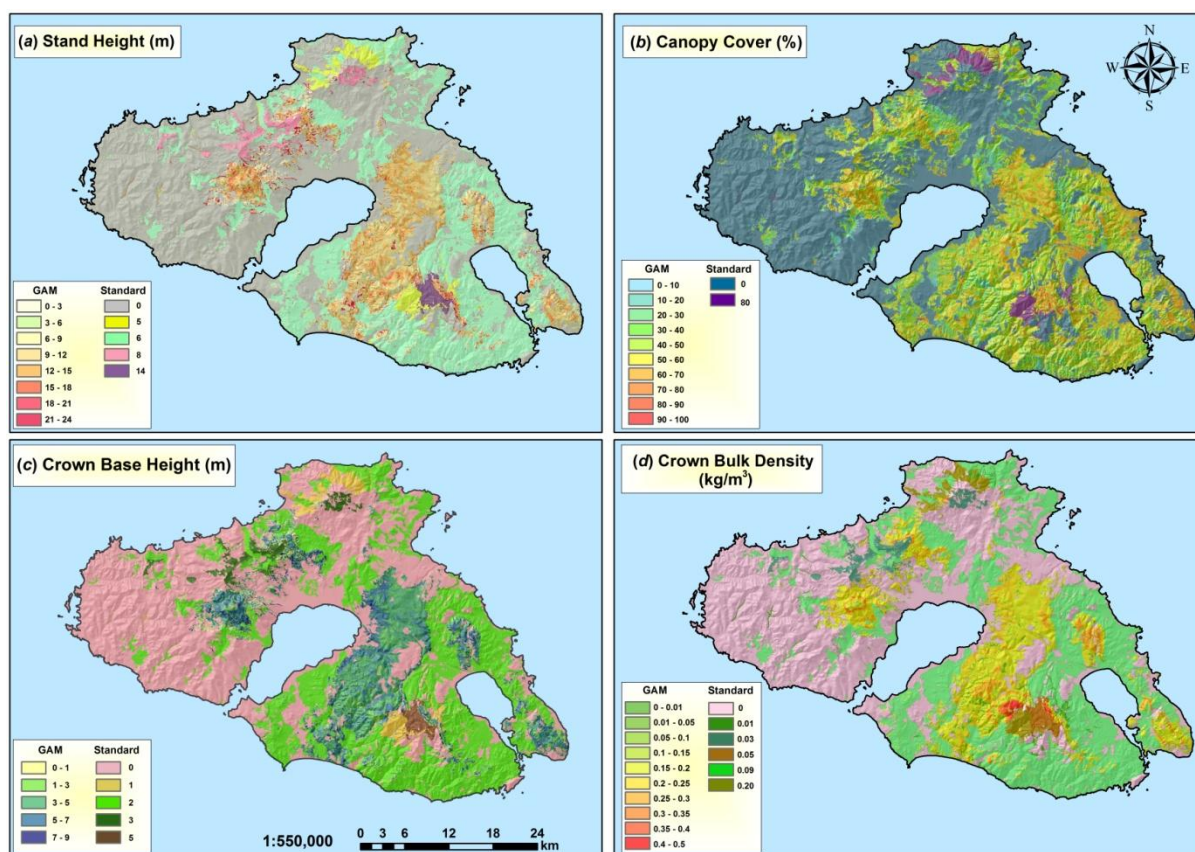 (a) Stand Height (m)
GAM
Standard
0 - 3
0
3 - 6
5
6 - 9
6
9 - 12
8
12 - 15
14
15 - 18
18 - 21
21 - 24
(b) Canopy Cover (%)
N
W
E
S
GAM
Standard
0 - 10
0
10 - 20
80
20 - 30
30 - 40
40 - 50
50 - 60
60 - 70
70 - 80
80 - 90
90 - 100
(c) Crown Base Height (m)
GAM
Standard
0 - 1
0
1 - 3
1
3 - 5
2
5 - 7
3
7 - 9
5
1:550,000
0 3 6 12 18 24
km
(d) Crown Bulk Density
(kg/m³)
GAM
Standard
0 - 0.01
0
0.01 - 0.05
0.01
0.05 - 0.1
0.03
0.1 - 0.15
0.05
0.15 - 0.2
0.09
0.2 - 0.25
0.20
0.25 - 0.3
0.3 - 0.35
0.35 - 0.4
0.4 - 0.5